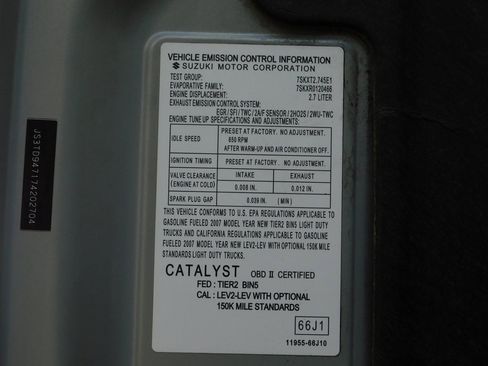 VEHICLE EMISSION CONTROL INFORMATION
SUZUKI MOTOR CORPORATION
TEST GROUP: 7SKXT2.745E1
EVAPORATIVE FAMILY: 7SKXR0120466
ENGINE DISPLACEMENT: 2.7 LITER
EXHAUST EMISSION CONTROL SYSTEM:
EGR/SFI/TWC/2A/F SENSOR/2HO2S/2WU-TWC
ENGINE TUNE-UP SPECIFICATIONS AND ADJUSTMENTS:
IDLE SPEED PRESET AT FACTORY. NO ADJUSTMENT.
650 RPM
AFTER WARM-UP AND AIR CONDITIONER OFF.
IGNITION TIMING PRESET AT FACTORY. NO ADJUSTMENT.
VALVE CLEARANCE INTAKE EXHAUST
(ENGINE AT COLD) 0.008 IN. 0.012 IN.
SPARK PLUG GAP 0.039 IN. (MIN)
THIS VEHICLE CONFORMS TO U.S. EPA REGULATIONS APPLICABLE TO
GASOLINE FUELED 2007 MODEL YEAR NEW TIER2 LIGHT DUTY
TRUCKS AND CALIFORNIA REGULATIONS APPLICABLE TO GASOLINE
FUELED 2007 MODEL YEAR NEW LEV2-LEV WITH OPTIONAL 150K MILE
STANDARDS LIGHT DUTY TRUCKS.
CATALYST OBD II CERTIFIED
FED : TIER2 BIN5
CAL : LEV2-LEV WITH OPTIONAL
150K MILE STANDARDS
66J1
11955-66J10
JS3TD947174202704